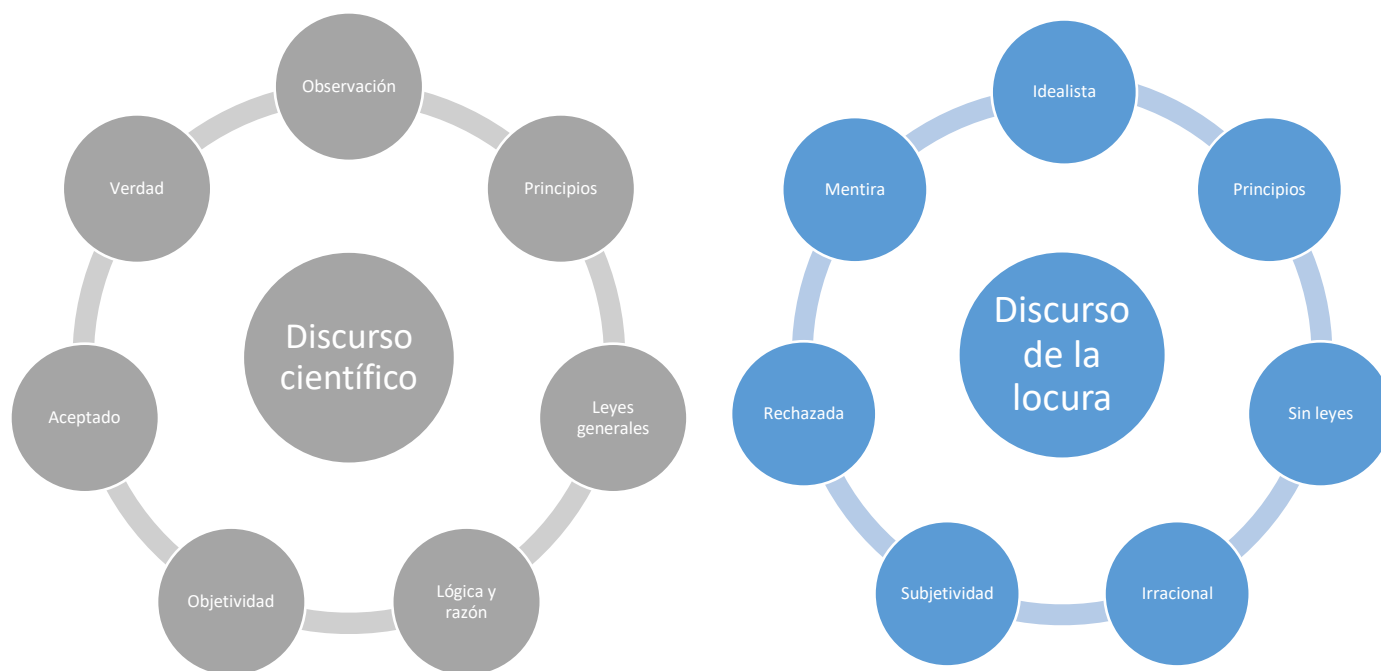 Observación
Principios
Leyes
generales
Lógica y
razón
Objetividad
Aceptado
Verdad
Discurso
científico
Idealista
Principios
Sin leyes
Irracional
Subjetividad
Rechazada
Mentira
Discurso
de la
locura